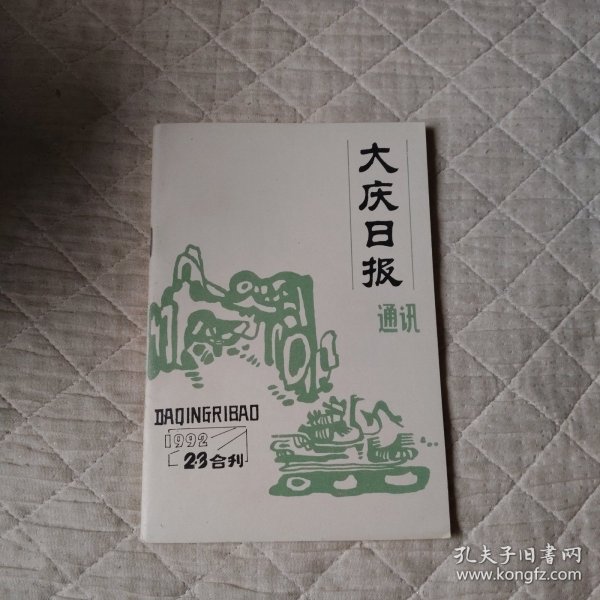 大庆日报
通讯
DAQINGRIBAO
1992
2·3合刊
孔夫子旧书网
www.kongfz.com